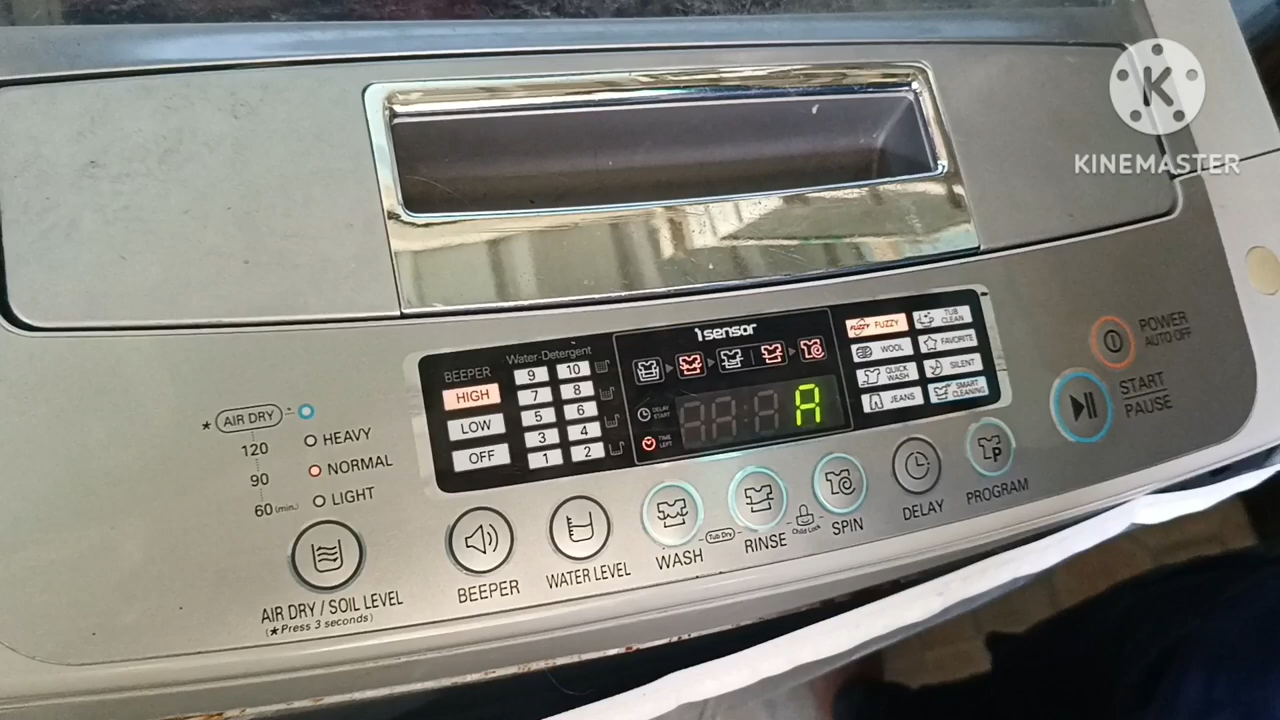 K
KINEMASTER
isensor
Water-Detergent
BEEPER
HIGH
LOW
OFF
9 10
7 8
5 6
3 4
1 2
DELAY
START
TIME
LEFT
A
FUZZY FUZZY
WOOL
QUICK
WASH
JEANS
TUB
CLEAN
FAVORITE
SILENT
SMART
CLEANING
POWER
AUTO OFF
START
PAUSE
* AIR DRY
120
90
60(min.)
HEAVY
NORMAL
LIGHT
AIR DRY / SOIL LEVEL
(*Press 3 seconds)
BEEPER
WATER LEVEL
WASH
Tub Dry
RINSE
Child Lock
SPIN
DELAY
P
PROGRAM